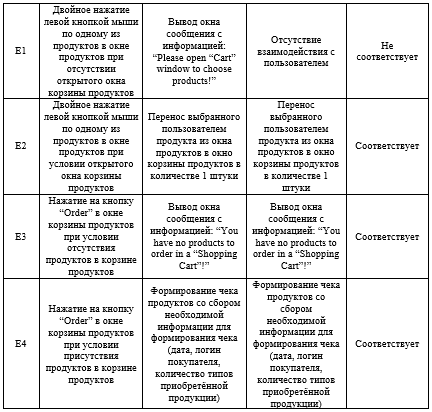 E1
Двойное нажатие
левой кнопкой мыши
по одному из
продуктов в окне
продуктов при
отсутствии
открытого окна
корзины продуктов
Вывод окна
сообщения с
информацией:
“Please open “Cart”
window to choose
products!”
Отсутствие
взаимодействия с
пользователем
Не
соответствует
E2
Двойное нажатие
левой кнопкой мыши
по одному из
продуктов в окне
продуктов при
условии открытого
окна корзины
продуктов
Перенос выбранного
пользователем
продукта из окна
продуктов в окно
корзины продуктов в
количестве 1 штуки
Перенос
выбранного
пользователем
продукта из окна
продуктов в окно
корзины продуктов
в количестве 1
штуки
Соответствует
E3
Нажатие на кнопку
“Order” в окне
корзины продуктов
при условии
отсутствия
продуктов в корзине
продуктов
Вывод окна
сообщения с
информацией: “You
have no products to
order in a “Shopping
Cart”!”
Вывод окна
сообщения с
информацией: “You
have no products to
order in a “Shopping
Cart”!”
Соответствует
E4
Нажатие на кнопку
“Order” в окне
корзины продуктов
при условии
присутствия
продуктов в корзине
продуктов
Формирование чека
продуктов со сбором
необходимой
информации для
формирования чека
(дата, логин
покупателя,
количество типов
приобретённой
продукции)
Формирование чека
продуктов со
сбором
необходимой
информации для
формирования чека
(дата, логин
покупателя,
количество типов
приобретённой
продукции)
Соответствует